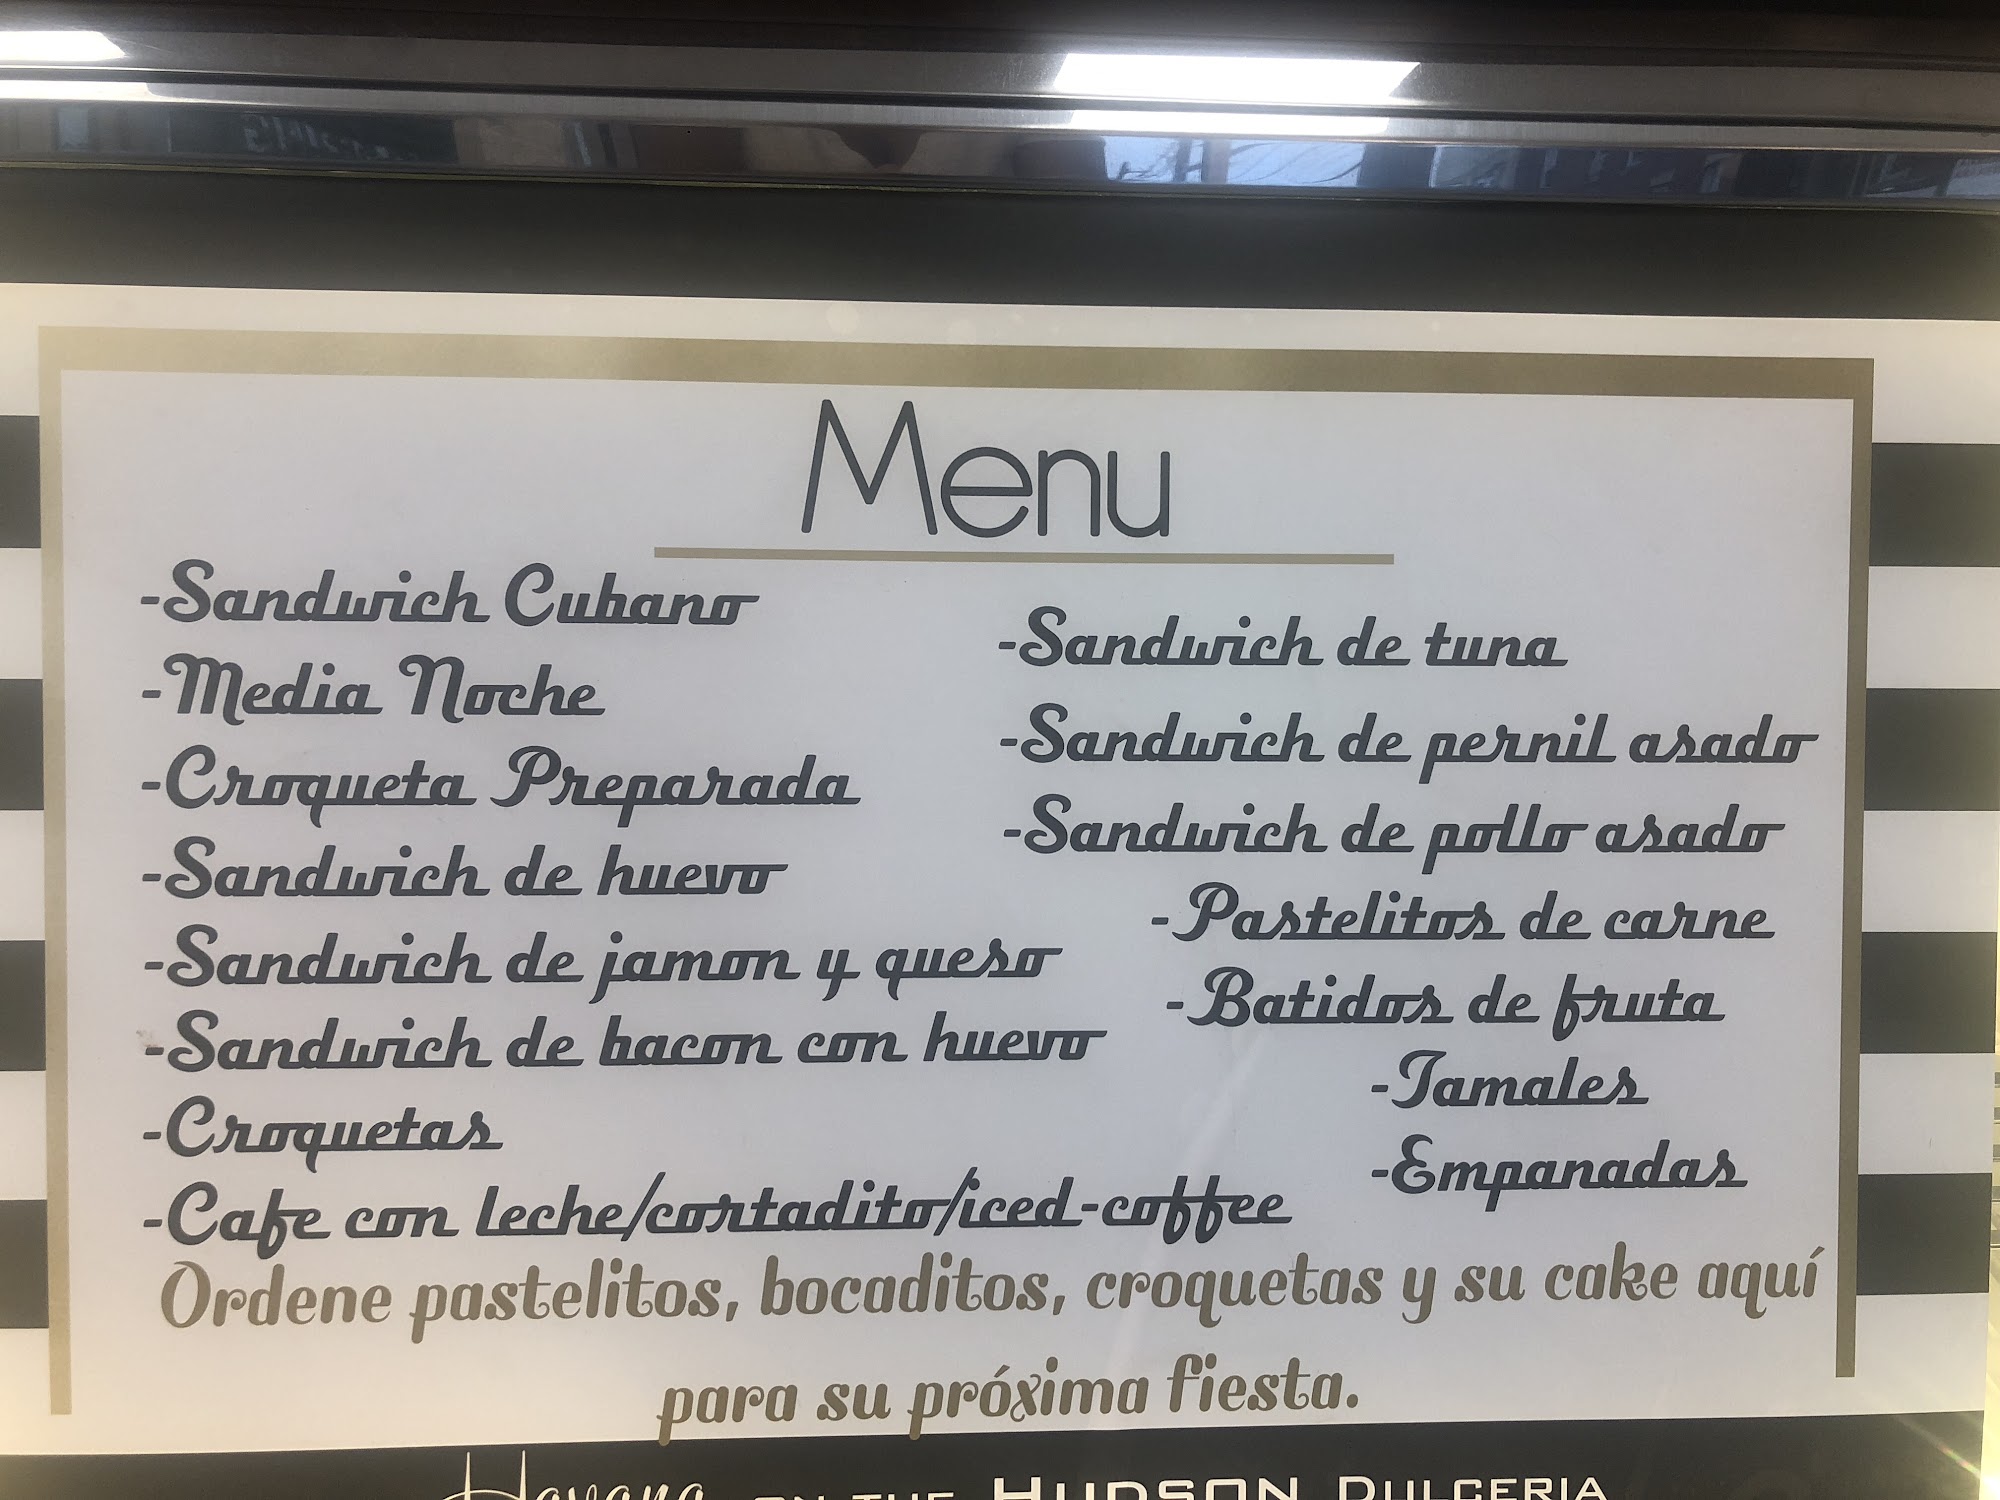 Menu
-Sandwich Cubano
-Media Noche
-Croqueta Preparada
-Sandwich de huevo
-Sandwich de jamon y queso
-Sandwich de bacon con huevo
-Croquetas
-Cafe con leche/cortadito/iced-coffee
-Sandwich de tuna
-Sandwich de pernil asado
-Sandwich de pollo asado
-Pastelitos de carne
-Batidos de fruta
-Tamales
-Empanadas
Ordene pastelitos, bocaditos, croquetas y su cake aquí
para su próxima fiesta.
Havana ON THE HUDSON DULCERIA